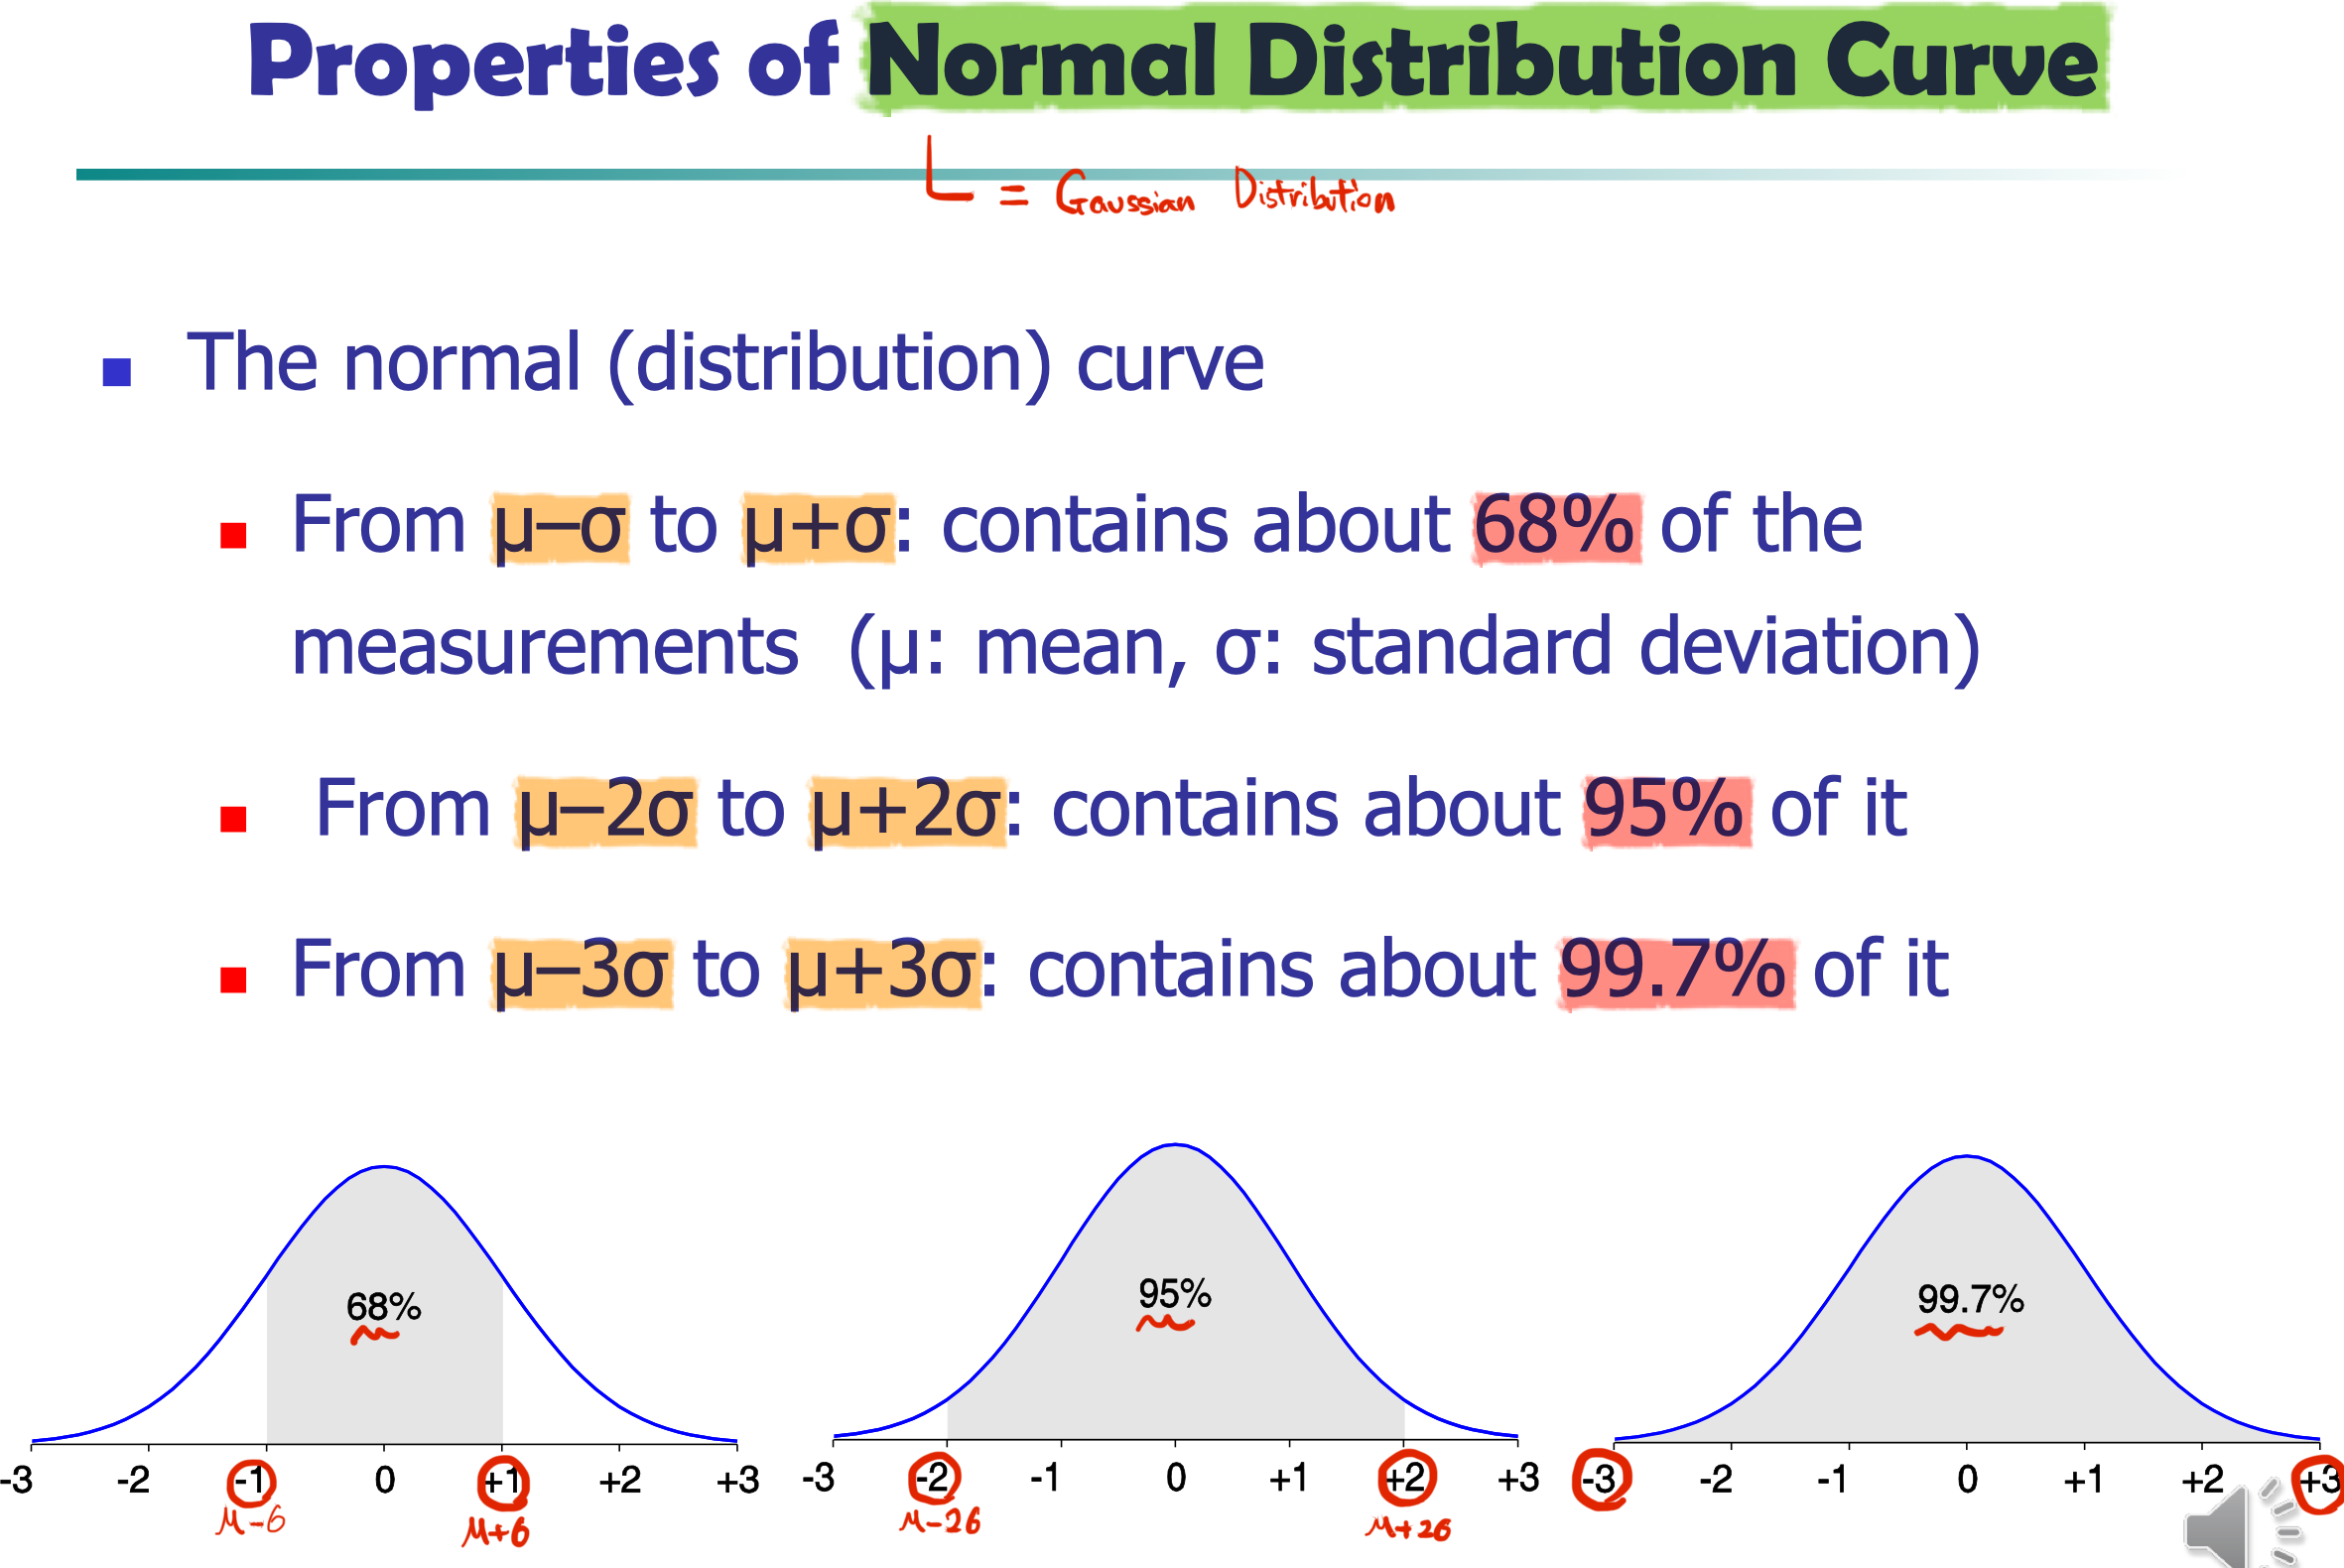 Properties of Normal Distribution Curve
= Gaussian Distribution
The normal (distribution) curve
From μ−σ to μ+σ: contains about 68% of the
measurements (μ: mean, σ: standard deviation)
From μ−2σ to μ+2σ: contains about 95% of it
From μ−3σ to μ+3σ: contains about 99.7% of it
68%
-3 -2 -1 0 +1 +2 +3
μ-σ μ+σ
95%
-3 -2 -1 0 +1 +2 +3
μ-2σ μ+2σ
99.7%
-3 -2 -1 0 +1 +2 +3